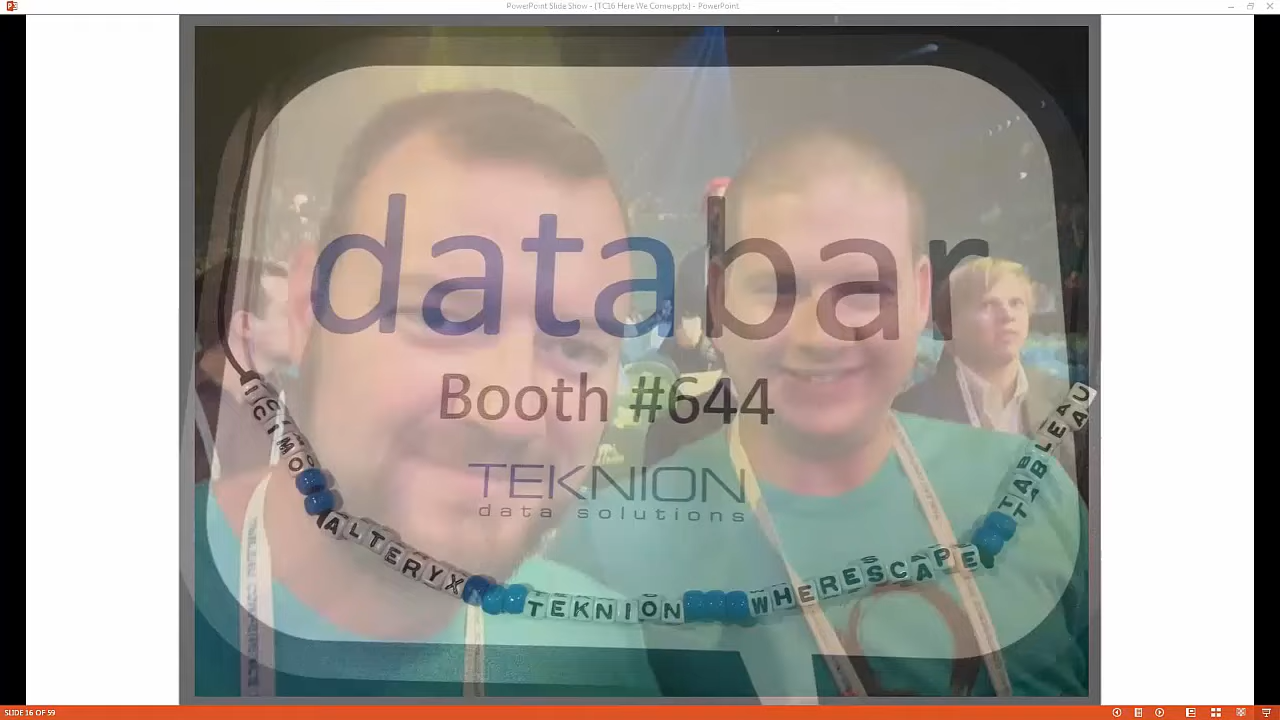 PowerPoint Slide Show - [TC16 Here We Come.pptx] - PowerPoint
databar
Booth #644
TEKNION
data solutions
ALTERYX
TEKNION
WHERESCAPE
TABLEAU
SLIDE 16 OF 59